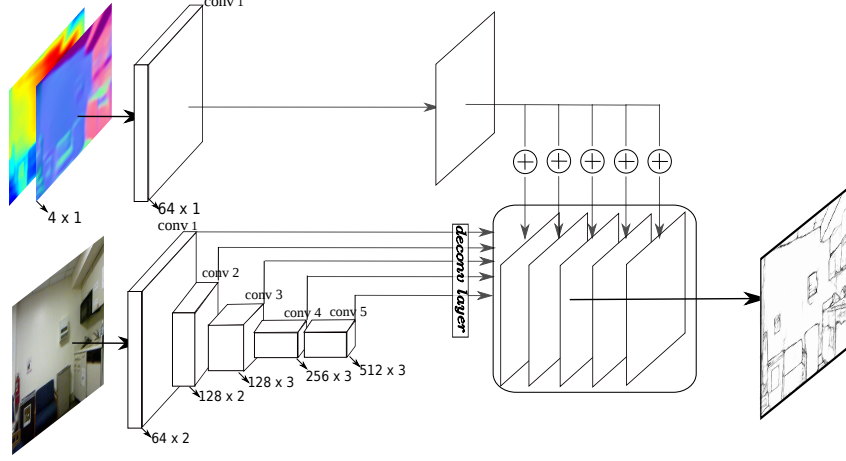 conv 1
4 x 1
64 x 1
conv 1
conv 2
conv 3
conv 4
conv 5
deconv layer
128 x 2
128 x 3
256 x 3
512 x 3
64 x 2